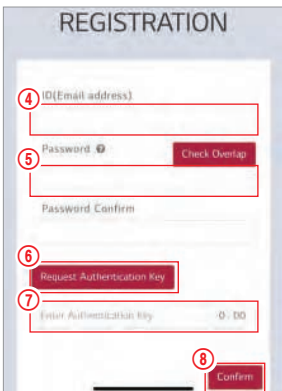 REGISTRATION
④ ID(Email address)
Password ?
Check Overlap
⑤
Password Confirm
⑥
Request Authentication Key
⑦
Enter Authentication Key 0 : 00
⑧
Confirm